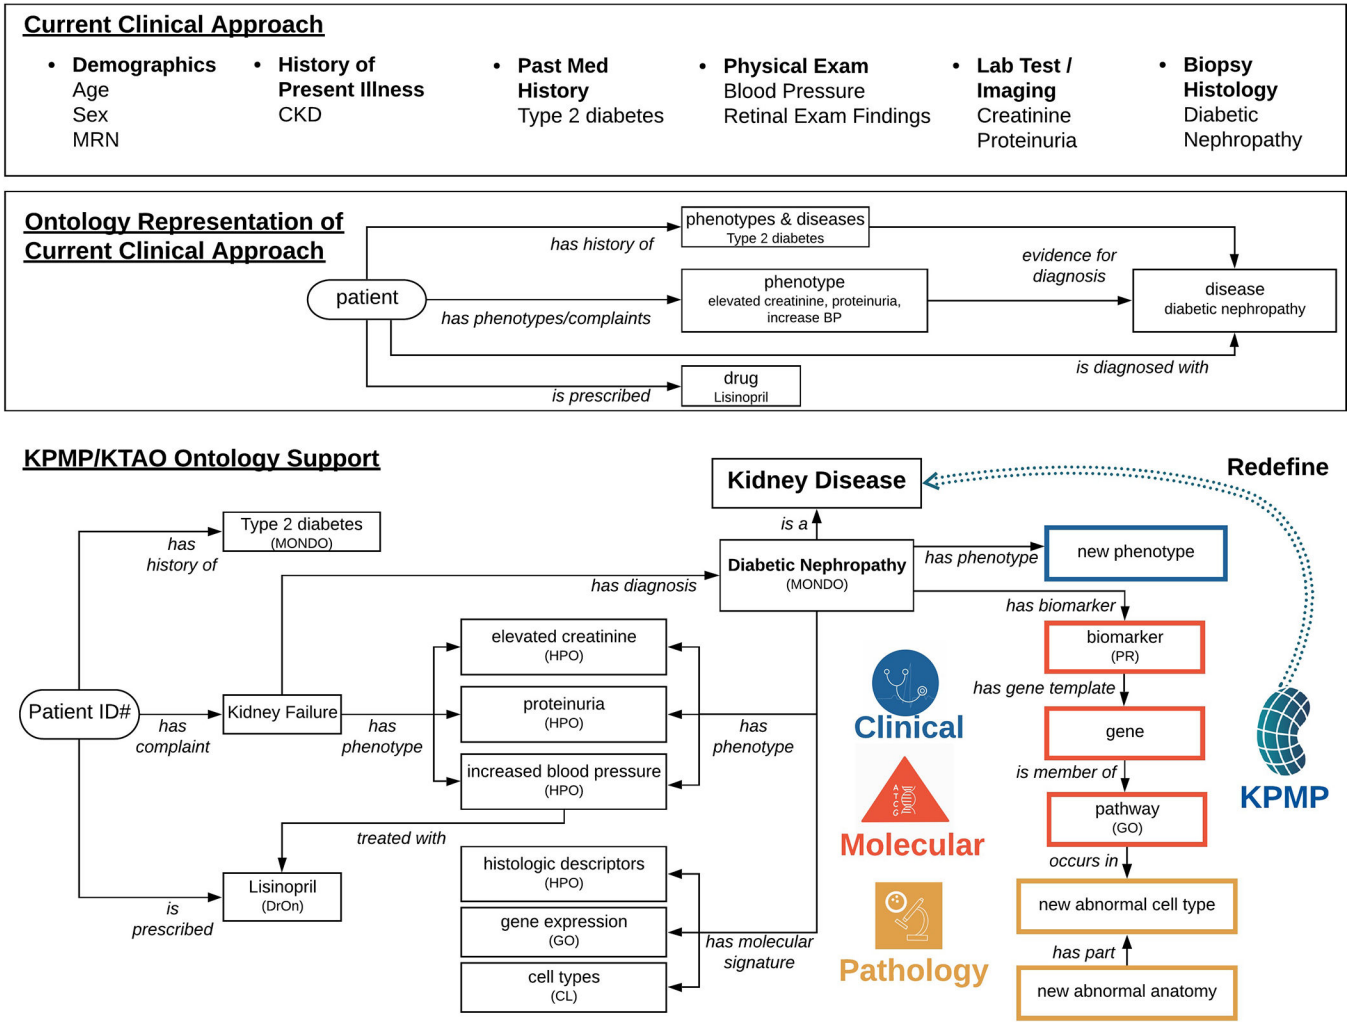 Current Clinical Approach
• Demographics
Age
Sex
MRN
• History of
Present Illness
CKD
• Past Med
History
Type 2 diabetes
• Physical Exam
Blood Pressure
Retinal Exam Findings
• Lab Test /
Imaging
Creatinine
Proteinuria
• Biopsy
Histology
Diabetic
Nephropathy
Ontology Representation of
Current Clinical Approach
patient
has history of
phenotypes & diseases
Type 2 diabetes
has phenotypes/complaints
phenotype
elevated creatinine, proteinuria,
increase BP
evidence for
diagnosis
disease
diabetic nephropathy
is diagnosed with
is prescribed
drug
Lisinopril
KPMP/KTAO Ontology Support
Kidney Disease
Redefine
is a
Type 2 diabetes
(MONDO)
has
history of
has diagnosis
Diabetic Nephropathy
(MONDO)
has phenotype
new phenotype
has biomarker
elevated creatinine
(HPO)
biomarker
(PR)
has gene template
Patient ID#
has
complaint
Kidney Failure
has
phenotype
proteinuria
(HPO)
has
phenotype
increased blood pressure
(HPO)
Clinical
gene
is member of
KPMP
A
T
C
G
Molecular
pathway
(GO)
occurs in
treated with
Lisinopril
(DrOn)
is
prescribed
histologic descriptors
(HPO)
gene expression
(GO)
cell types
(CL)
has molecular
signature
Pathology
new abnormal cell type
has part
new abnormal anatomy